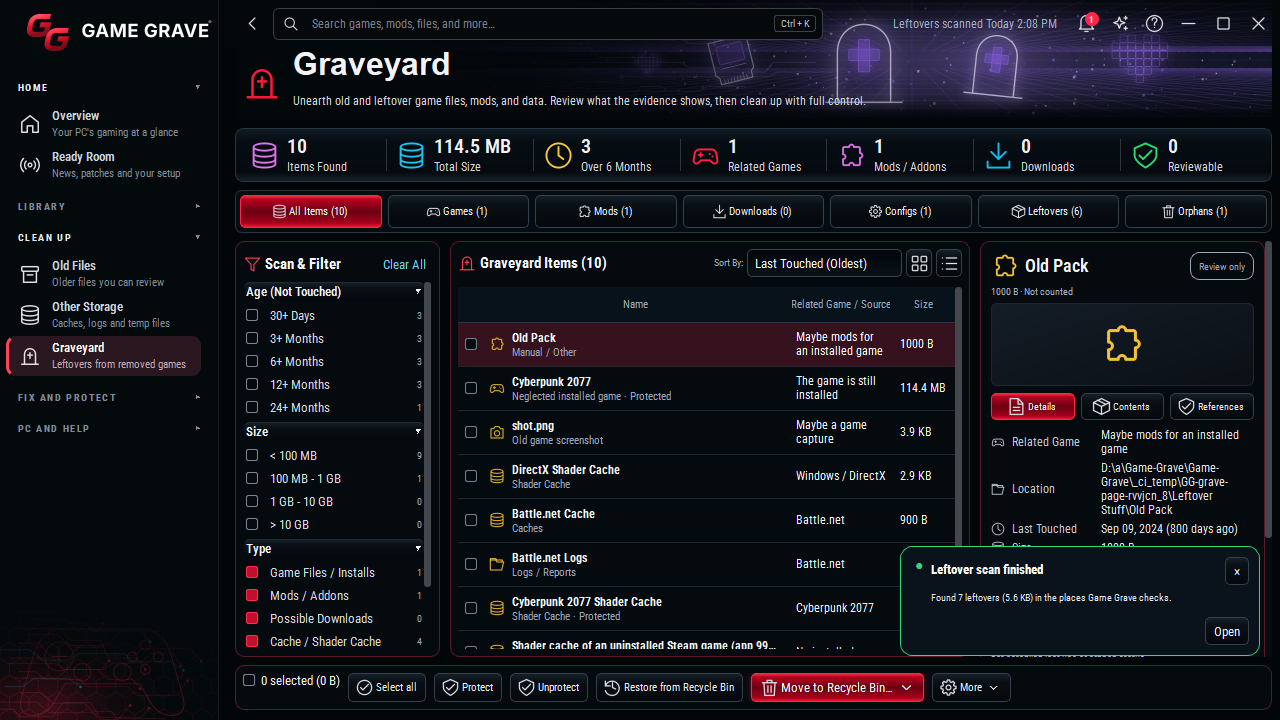 GAME GRAVE
Search games, mods, files, and more...
Ctrl + K
Leftovers scanned Today 2:08 PM
1
Graveyard
Unearth old and leftover game files, mods, and data. Review what the evidence shows, then clean up with full control.
HOME
Overview
Your PC's gaming at a glance
Ready Room
News, patches and your setup
LIBRARY
CLEAN UP
Old Files
Older files you can review
Other Storage
Caches, logs and temp files
Graveyard
Leftovers from removed games
FIX AND PROTECT
PC AND HELP
10
Items Found
114.5 MB
Total Size
3
Over 6 Months
1
Related Games
1
Mods / Addons
0
Downloads
0
Reviewable
All Items (10)
Games (1)
Mods (1)
Downloads (0)
Configs (1)
Leftovers (6)
Orphans (1)
Scan & Filter
Clear All
Age (Not Touched)
30+ Days 3
3+ Months 3
6+ Months 3
12+ Months 3
24+ Months 1
Size
< 100 MB 9
100 MB - 1 GB 1
1 GB - 10 GB 0
> 10 GB 0
Type
Game Files / Installs 1
Mods / Addons 1
Possible Downloads 0
Cache / Shader Cache 4
Graveyard Items (10)
Sort By:
Last Touched (Oldest)
Name
Related Game / Source
Size
Old Pack
Manual / Other
Maybe mods for
an installed game
1000 B
Cyberpunk 2077
Neglected installed game · Protected
The game is still
installed
114.4 MB
shot.png
Old game screenshot
Maybe a game
capture
3.9 KB
DirectX Shader Cache
Shader Cache
Windows / DirectX
2.9 KB
Battle.net Cache
Caches
Battle.net
900 B
Battle.net Logs
Logs / Reports
Battle.net
Cyberpunk 2077 Shader Cache
Shader Cache · Protected
Cyberpunk 2077
Shader cache of an uninstalled Steam game (app 99...
Old Pack
Review only
1000 B · Not counted
Details
Contents
References
Related Game
Maybe mods for an installed
game
Location
D:\a\Game-Grave\Game-
Grave\_ci_temp\GG-grave-
page-rvvjcn_8\Leftover
Stuff\Old Pack
Last Touched
Sep 09, 2024 (800 days ago)
Leftover scan finished
x
Found 7 leftovers (5.6 KB) in the places Game Grave checks.
Open
0 selected (0 B)
Select all
Protect
Unprotect
Restore from Recycle Bin
Move to Recycle Bin...
More